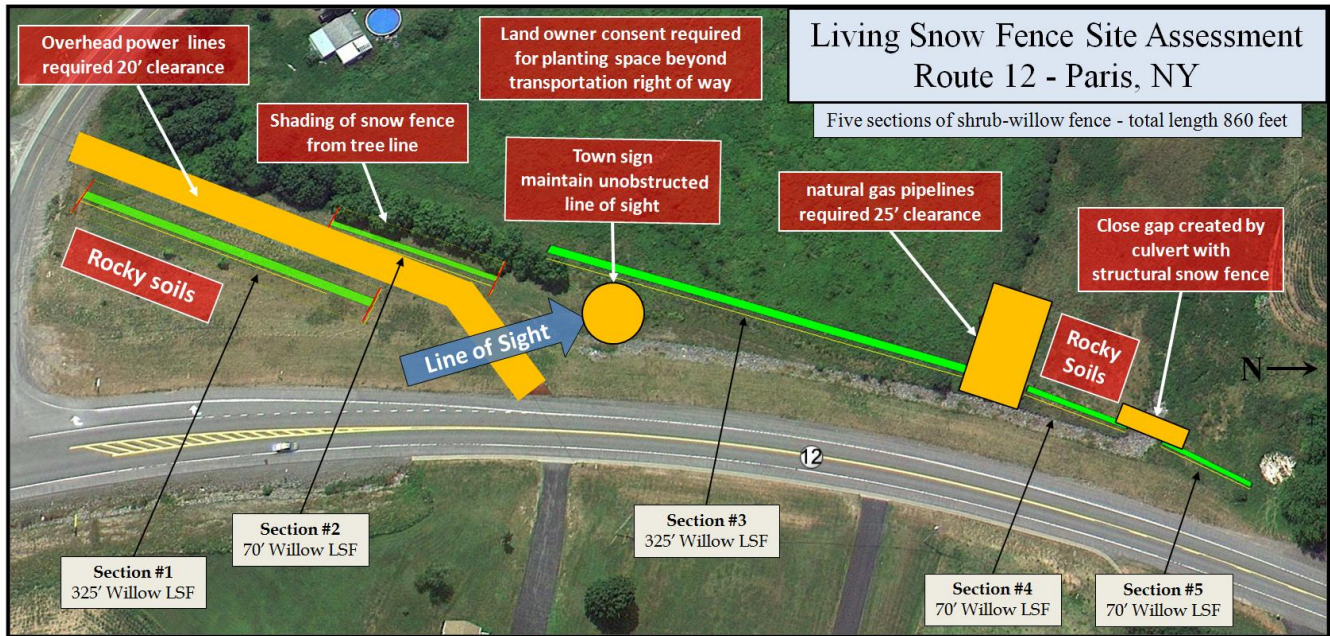 Living Snow Fence Site Assessment
Route 12 - Paris, NY
Five sections of shrub-willow fence - total length 860 feet
Overhead power lines
required 20' clearance
Land owner consent required
for planting space beyond
transportation right of way
Shading of snow fence
from tree line
Town sign
maintain unobstructed
line of sight
natural gas pipelines
required 25' clearance
Close gap created by
culvert with
structural snow fence
Rocky soils
Line of Sight
Rocky
Soils
N
12
Section #1
325' Willow LSF
Section #2
70' Willow LSF
Section #3
325' Willow LSF
Section #4
70' Willow LSF
Section #5
70' Willow LSF